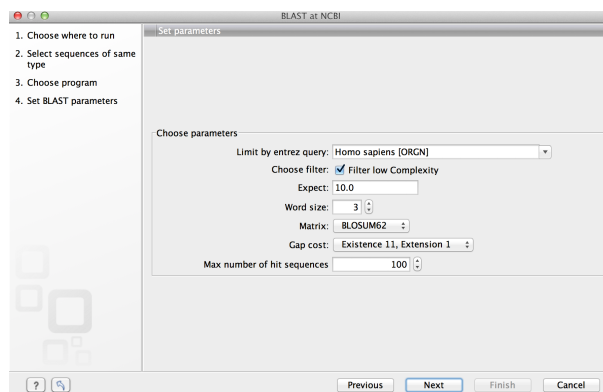 BLAST at NCBI
1. Choose where to run
2. Select sequences of same
type
3. Choose program
4. Set BLAST parameters
Set parameters
Choose parameters
Limit by entrez query: Homo sapiens [ORGN]
Choose filter: Filter low Complexity
Expect: 10.0
Word size: 3
Matrix: BLOSUM62
Gap cost: Existence 11, Extension 1
Max number of hit sequences 100
? Previous Next Finish Cancel